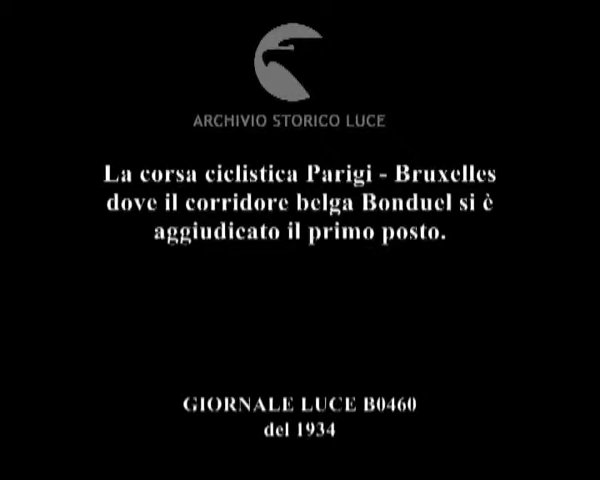 ARCHIVIO STORICO LUCE
La corsa ciclistica Parigi - Bruxelles
dove il corridore belga Bonduel si è
aggiudicato il primo posto.
GIORNALE LUCE B0460
del 1934